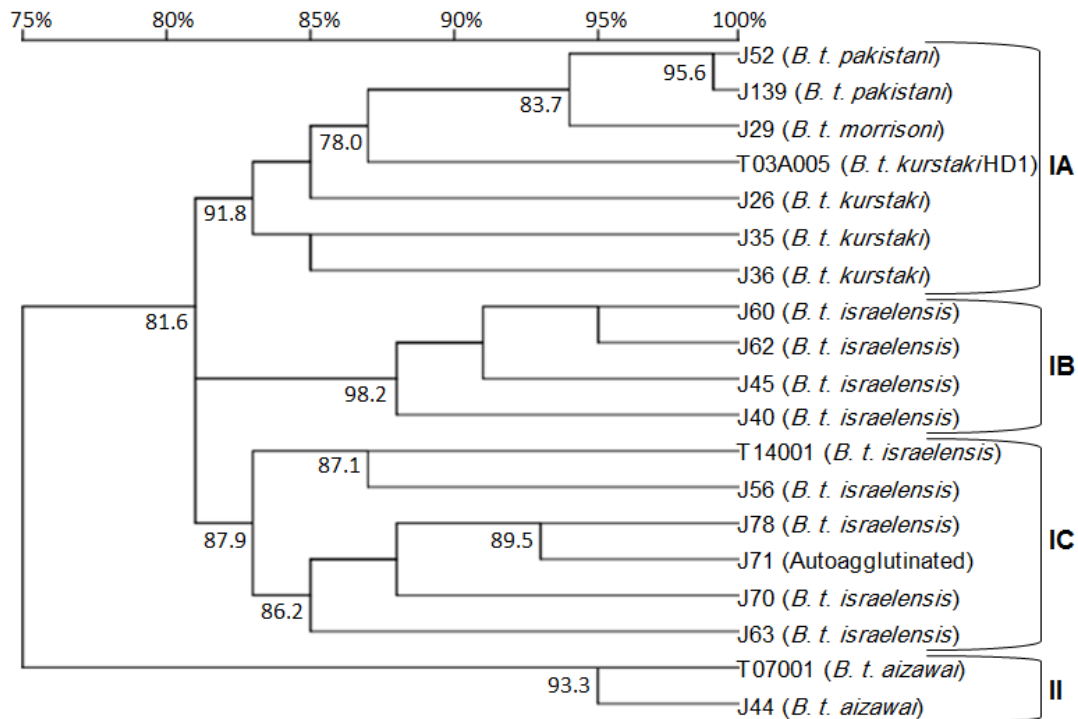 75% 80% 85% 90% 95% 100%
J52 (B. t. pakistani)
95.6
J139 (B. t. pakistani)
83.7
J29 (B. t. morrisoni)
78.0
T03A005 (B. t. kurstakiHD1)
IA
J26 (B. t. kurstaki)
91.8
J35 (B. t. kurstaki)
J36 (B. t. kurstaki)
J60 (B. t. israelensis)
81.6
J62 (B. t. israelensis)
IB
J45 (B. t. israelensis)
98.2
J40 (B. t. israelensis)
T14001 (B. t. israelensis)
87.1
J56 (B. t. israelensis)
J78 (B. t. israelensis)
87.9
89.5
IC
J71 (Autoagglutinated)
J70 (B. t. israelensis)
86.2
J63 (B. t. israelensis)
T07001 (B. t. aizawai)
93.3
II
J44 (B. t. aizawai)